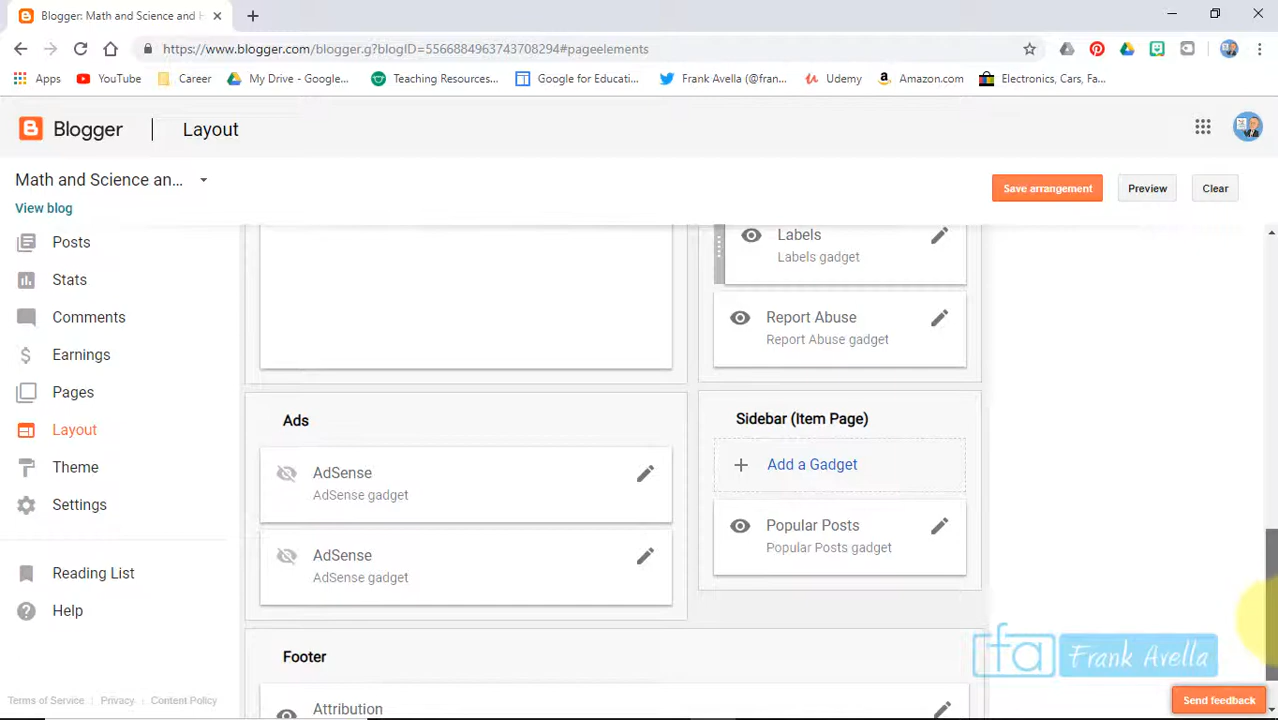 Blogger: Math and Science and H
https://www.blogger.com/blogger.g?blogID=5566884963743708294#pageelements
Apps
YouTube
Career
My Drive - Google...
Teaching Resources...
Google for Educati...
Frank Avella (@fran...
Udemy
Amazon.com
Electronics, Cars, Fa...
Blogger
Layout
Math and Science an...
Save arrangement
Preview
Clear
View blog
Posts
Stats
Comments
Earnings
Pages
Layout
Theme
Settings
Reading List
Help
Terms of Service | Privacy | Content Policy
Labels
Labels gadget
Report Abuse
Report Abuse gadget
Ads
AdSense
AdSense gadget
AdSense
AdSense gadget
Sidebar (Item Page)
Add a Gadget
Popular Posts
Popular Posts gadget
Footer
Attribution
fa Frank Avella
Send feedback